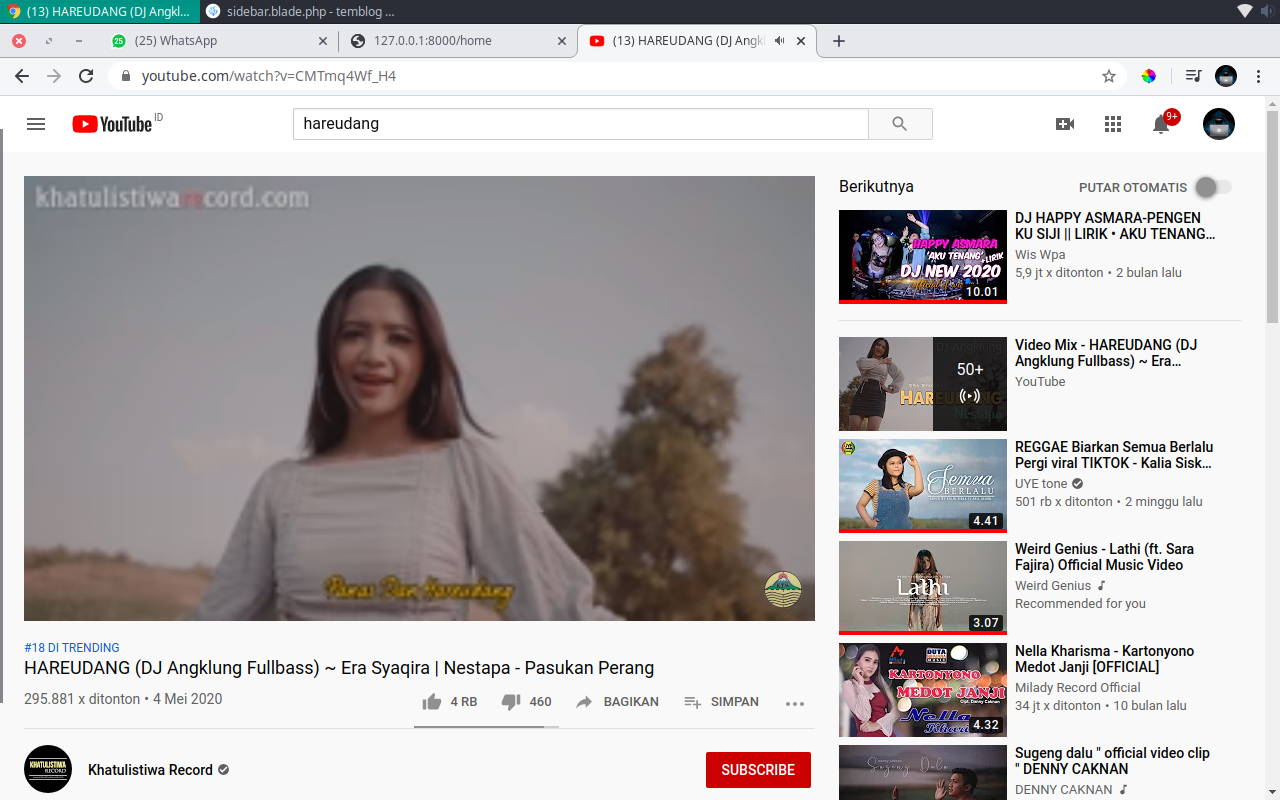 (13) HAREUDANG (DJ Angkl...
sidebar.blade.php - temblog ...
(25) WhatsApp
127.0.0.1:8000/home
(13) HAREUDANG (DJ Angkl
youtube.com/watch?v=CMTmq4Wf_H4
YouTube ID
hareudang
9+
khatulistiwarecord.com
Panas Dan Hareudang
#18 DI TRENDING
HAREUDANG (DJ Angklung Fullbass) ~ Era Syaqira | Nestapa - Pasukan Perang
295.881 x ditonton • 4 Mei 2020
4 RB
460
BAGIKAN
SIMPAN
KHATULISTIWA
RECORD
Khatulistiwa Record
SUBSCRIBE
Berikutnya
PUTAR OTOMATIS
HAPPY ASMARA
'AKU TENANG'
+LIRIK
DJ NEW 2020
10.01
DJ HAPPY ASMARA-PENGEN
KU SIJI || LIRIK • AKU TENANG...
Wis Wpa
5,9 jt x ditonton • 2 bulan lalu
50+
Video Mix - HAREUDANG (DJ
Angklung Fullbass) ~ Era...
YouTube
Semua
BERLALU
4.41
REGGAE Biarkan Semua Berlalu
Pergi viral TIKTOK - Kalia Sisk...
UYE tone
501 rb x ditonton • 2 minggu lalu
Lathi
3.07
Weird Genius - Lathi (ft. Sara
Fajira) Official Music Video
Weird Genius
Recommended for you
DUTA
KARTONYONO
MEDOT JANJI
Cipt. Denny Caknan
Nella
Kharisma
4.32
Nella Kharisma - Kartonyono
Medot Janji [OFFICIAL]
Milady Record Official
34 jt x ditonton • 10 bulan lalu
Sugeng Dalu
Sugeng dalu " official video clip
" DENNY CAKNAN
DENNY CAKNAN